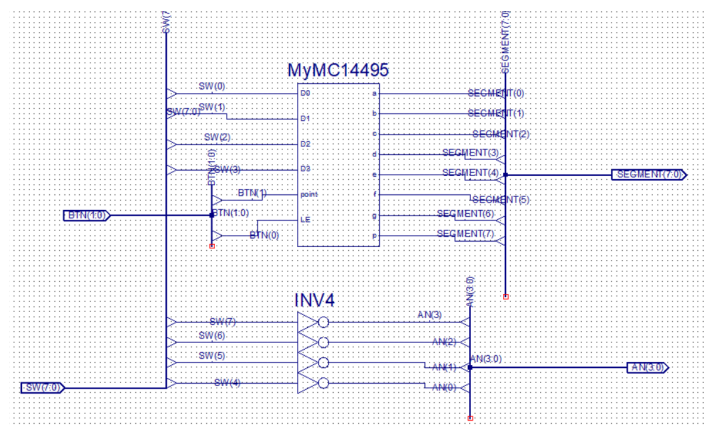 SW(7
SEGMENT(7:0)
MyMC14495
SW(0)
D0
a
SEGMENT(0)
SW(7:0)
SW(1)
D1
b
SEGMENT(1)
SW(2)
D2
c
SEGMENT(2)
BTN(1:0)
SW(3)
D3
d
SEGMENT(3)
e
SEGMENT(4)
SEGMENT(7:0)
BTN(1)
point
f
SEGMENT(5)
BTN(1:0)
BTN(1:0)
LE
g
SEGMENT(6)
BTN(0)
p
SEGMENT(7)
AN(3:0)
INV4
SW(7)
AN(3)
SW(6)
AN(2)
SW(5)
AN(1)
AN(3:0)
AN(3:0)
SW(4)
AN(0)
SW(7:0)